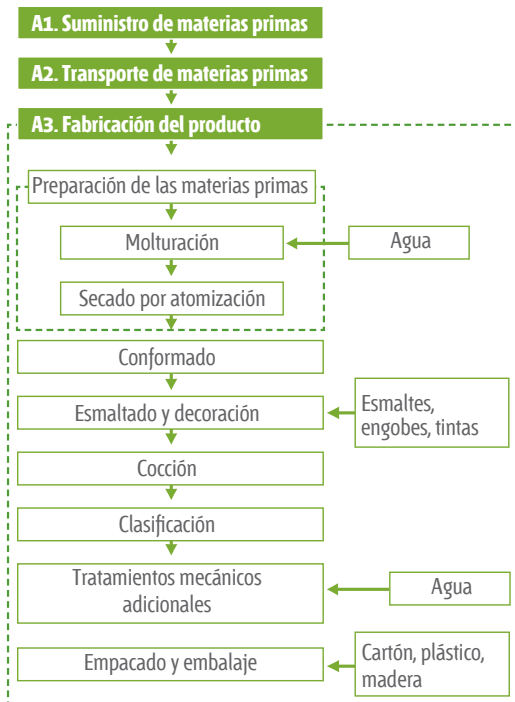 A1. Suministro de materias primas
A2. Transporte de materias primas
A3. Fabricación del producto
Preparación de las materias primas
Molturación
Agua
Secado por atomización
Conformado
Esmaltado y decoración
Esmaltes,
engobes, tintas
Cocción
Clasificación
Tratamientos mecánicos
adicionales
Agua
Empacado y embalaje
Cartón, plástico,
madera